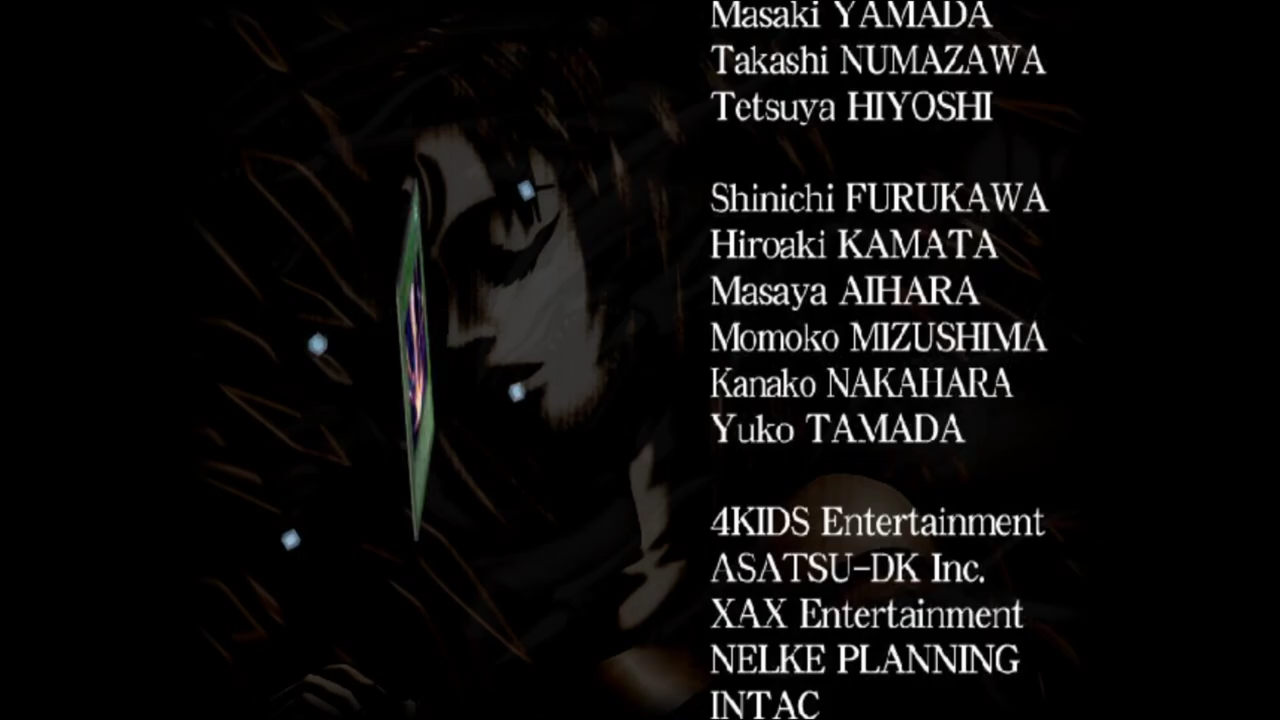 Masaki YAMADA
Takashi NUMAZAWA
Tetsuya HIYOSHI
Shinichi FURUKAWA
Hiroaki KAMATA
Masaya AIHARA
Momoko MIZUSHIMA
Kanako NAKAHARA
Yuko TAMADA
4KIDS Entertainment
ASATSU-DK Inc.
XAX Entertainment
NELKE PLANNING
INTAC